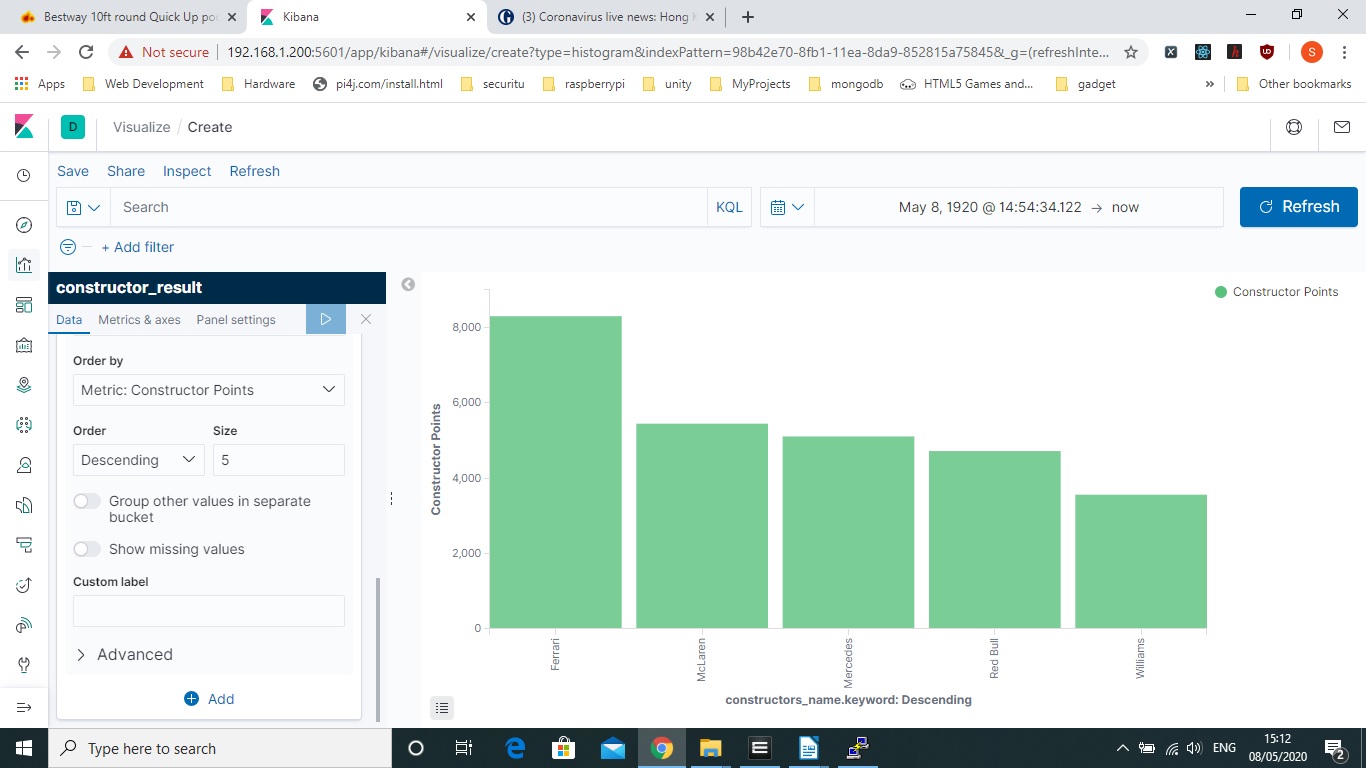 Bestway 10ft round Quick Up poo
Kibana
(3) Coronavirus live news: Hong K
Not secure
192.168.1.200:5601/app/kibana#/visualize/create?type=histogram&indexPattern=98b42e70-8fb1-11ea-8da9-852815a75845&_g=(refreshInte...
S
Apps
Web Development
Hardware
pi4j.com/install.html
securitu
raspberrypi
unity
MyProjects
mongodb
HTML5 Games and...
gadget
»
Other bookmarks
D
Visualize / Create
Save
Share
Inspect
Refresh
Search
KQL
May 8, 1920 @ 14:54:34.122 → now
Refresh
+ Add filter
constructor_result
Data
Metrics & axes
Panel settings
Order by
Metric: Constructor Points
Order
Size
Descending
5
Group other values in separate
bucket
Show missing values
Custom label
Advanced
Add
Constructor Points
Constructor Points
8,000
6,000
4,000
2,000
0
Ferrari
McLaren
Mercedes
Red Bull
Williams
constructors_name.keyword: Descending
Type here to search
ENG
15:12
08/05/2020
2